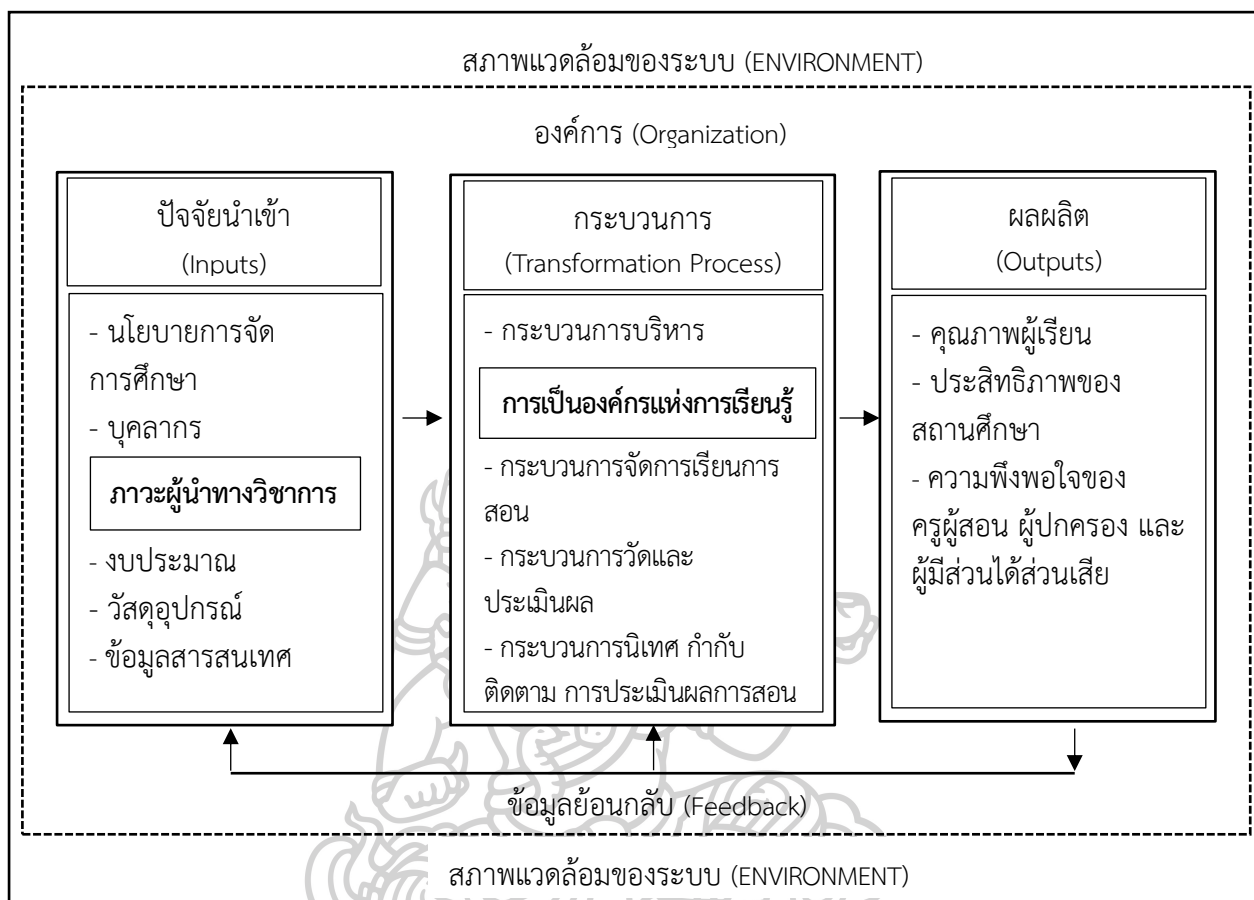 สภาพแวดล้อมของระบบ (ENVIRONMENT)
องค์การ (Organization)
ปัจจัยนำเข้า
(Inputs)
- นโยบายการจัด
การศึกษา
- บุคลากร
ภาวะผู้นำทางวิชาการ
- งบประมาณ
- วัสดุอุปกรณ์
- ข้อมูลสารสนเทศ
กระบวนการ
(Transformation Process)
- กระบวนการบริหาร
การเป็นองค์กรแห่งการเรียนรู้
- กระบวนการจัดการเรียนการ
สอน
- กระบวนการวัดและ
ประเมินผล
- กระบวนการนิเทศ กำกับ
ติดตาม การประเมินผลการสอน
ผลผลิต
(Outputs)
- คุณภาพผู้เรียน
- ประสิทธิภาพของ
สถานศึกษา
- ความพึงพอใจของ
ครูผู้สอน ผู้ปกครอง และ
ผู้มีส่วนได้ส่วนเสีย
ข้อมูลย้อนกลับ (Feedback)
สภาพแวดล้อมของระบบ (ENVIRONMENT)